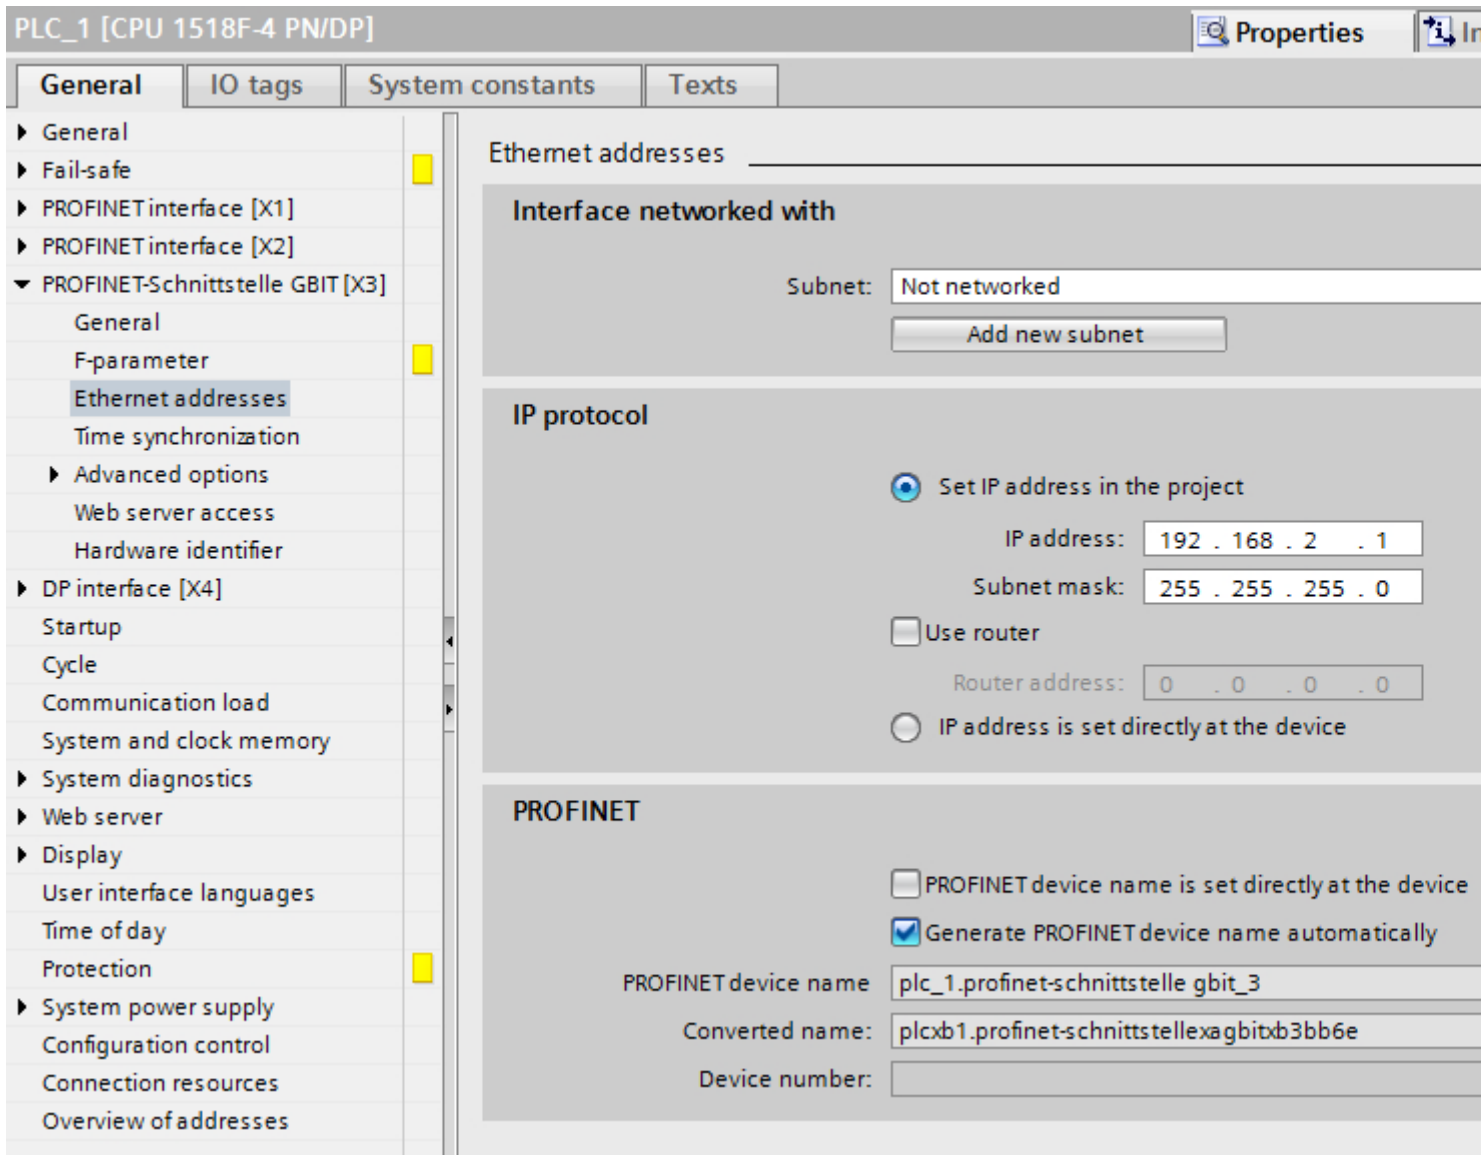 PLC_1 [CPU 1518F-4 PN/DP]
Properties
General
IO tags
System constants
Texts
General
Fail-safe
PROFINET interface [X1]
PROFINET interface [X2]
PROFINET-Schnittstelle GBIT [X3]
General
F-parameter
Ethernet addresses
Time synchronization
Advanced options
Web server access
Hardware identifier
DP interface [X4]
Startup
Cycle
Communication load
System and clock memory
System diagnostics
Web server
Display
User interface languages
Time of day
Protection
System power supply
Configuration control
Connection resources
Overview of addresses
Ethernet addresses
Interface networked with
Subnet: Not networked
Add new subnet
IP protocol
Set IP address in the project
IP address: 192 . 168 . 2 . 1
Subnet mask: 255 . 255 . 255 . 0
Use router
Router address: 0 . 0 . 0 . 0
IP address is set directly at the device
PROFINET
PROFINET device name is set directly at the device
Generate PROFINET device name automatically
PROFINET device name plc_1.profinet-schnittstelle gbit_3
Converted name: plcxb1.profinet-schnittstellexagbitxb3bb6e
Device number: